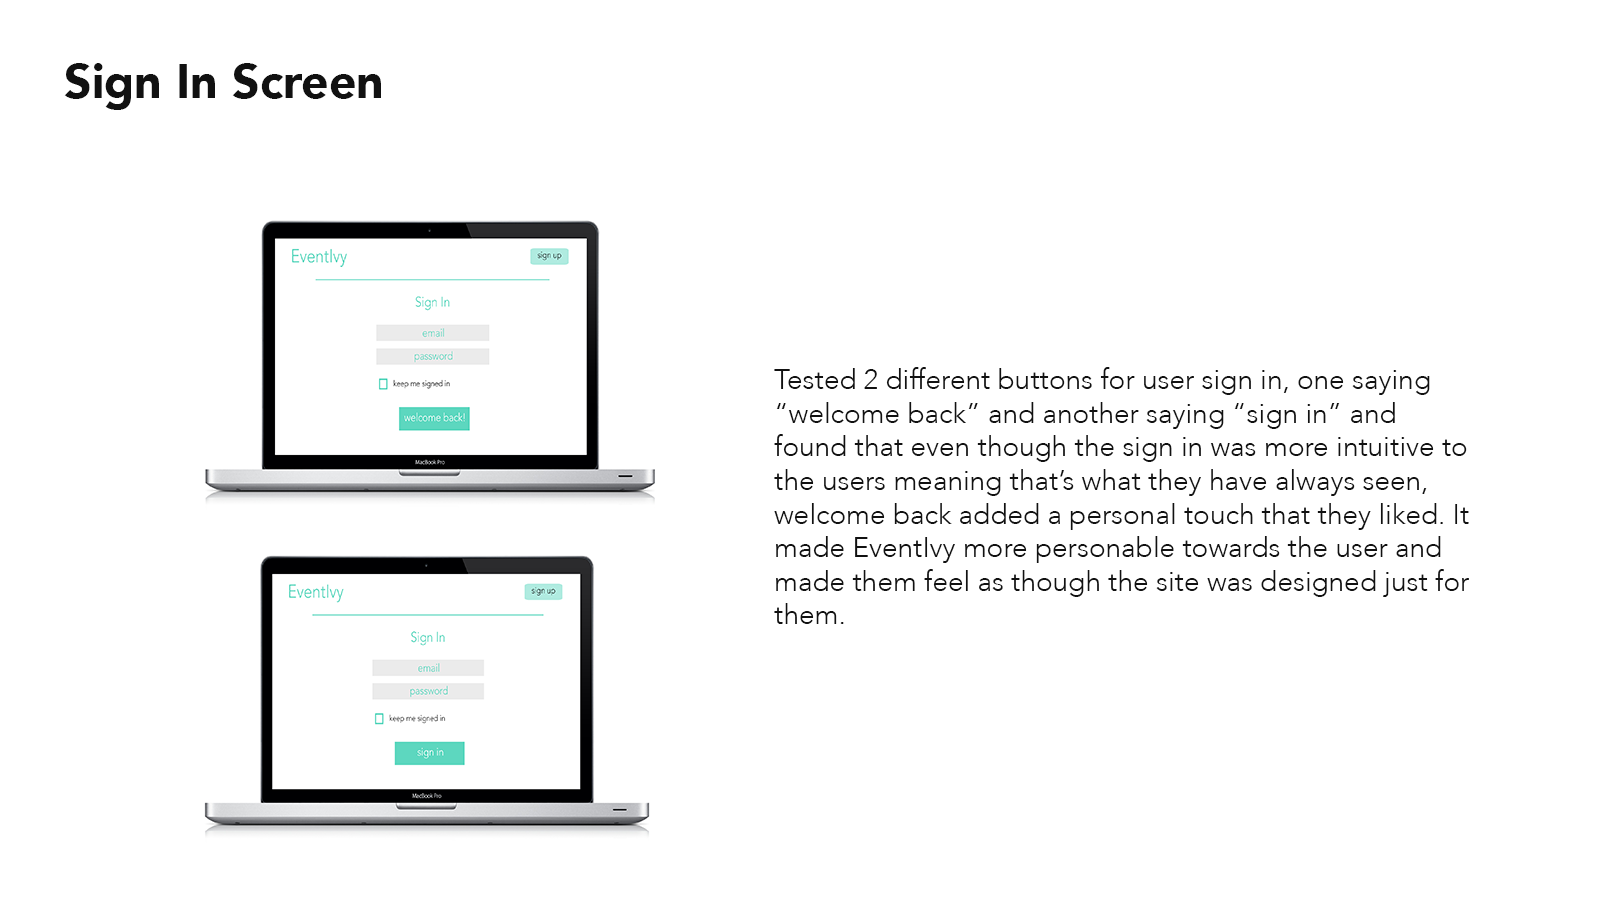 Sign In Screen
EventIvy
sign up
Sign In
email
password
keep me signed in
welcome back!
MacBook Pro
EventIvy
sign up
Sign In
email
password
keep me signed in
sign in
MacBook Pro
Tested 2 different buttons for user sign in, one saying
“welcome back” and another saying “sign in” and
found that even though the sign in was more intuitive to
the users meaning that’s what they have always seen,
welcome back added a personal touch that they liked. It
made EventIvy more personable towards the user and
made them feel as though the site was designed just for
them.